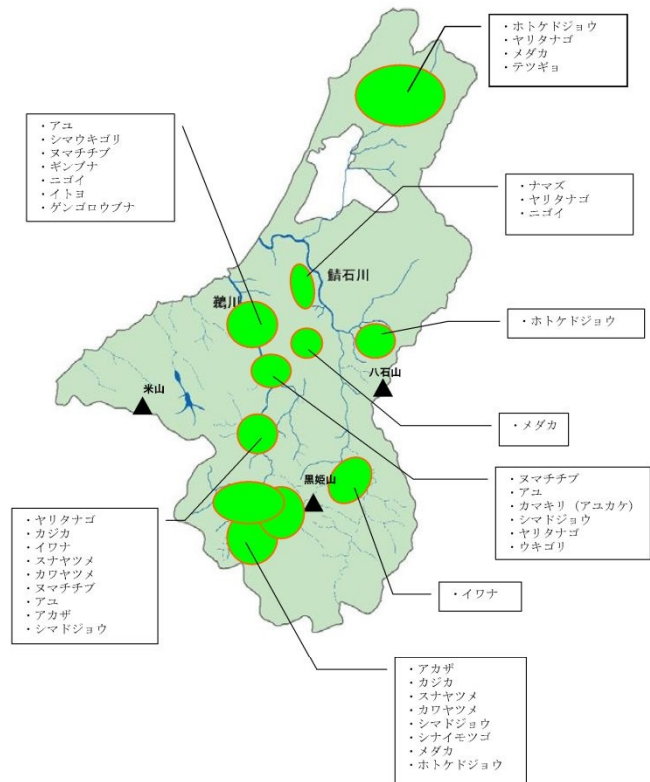 ・ホトケドジョウ
・ヤリタナゴ
・メダカ
・テツギョ
・アユ
・シマウキゴリ
・ヌマチチブ
・ギンブナ
・ニゴイ
・イトヨ
・ゲンゴロウブナ
・ナマズ
・ヤリタナゴ
・ニゴイ
鯖石川
鵜川
・ホトケドジョウ
八石山
米山
・メダカ
黒姫山
・ヌマチチブ
・アユ
・カマキリ（アユカケ）
・シマドジョウ
・ヤリタナゴ
・ウキゴリ
・ヤリタナゴ
・カジカ
・イワナ
・スナヤツメ
・カワヤツメ
・ヌマチチブ
・アユ
・アカザ
・シマドジョウ
・イワナ
・アカザ
・カジカ
・スナヤツメ
・カワヤツメ
・シマドジョウ
・シナイモツゴ
・メダカ
・ホトケドジョウ